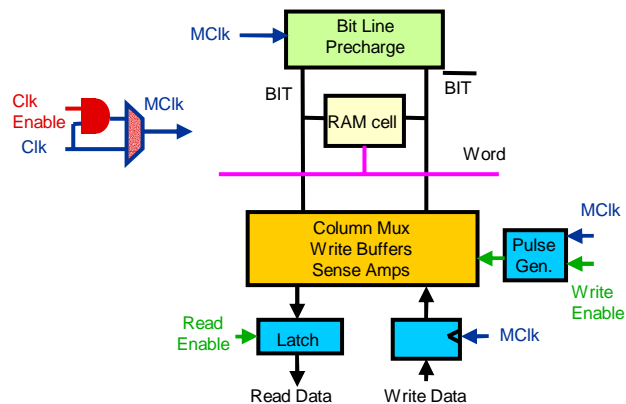 MClk
Bit Line
Precharge
BIT
BIT
Clk
Enable
MClk
Clk
RAM cell
Word
Column Mux
Write Buffers
Sense Amps
MClk
Pulse
Gen.
Write
Enable
Read
Enable
Latch
MClk
Read Data
Write Data